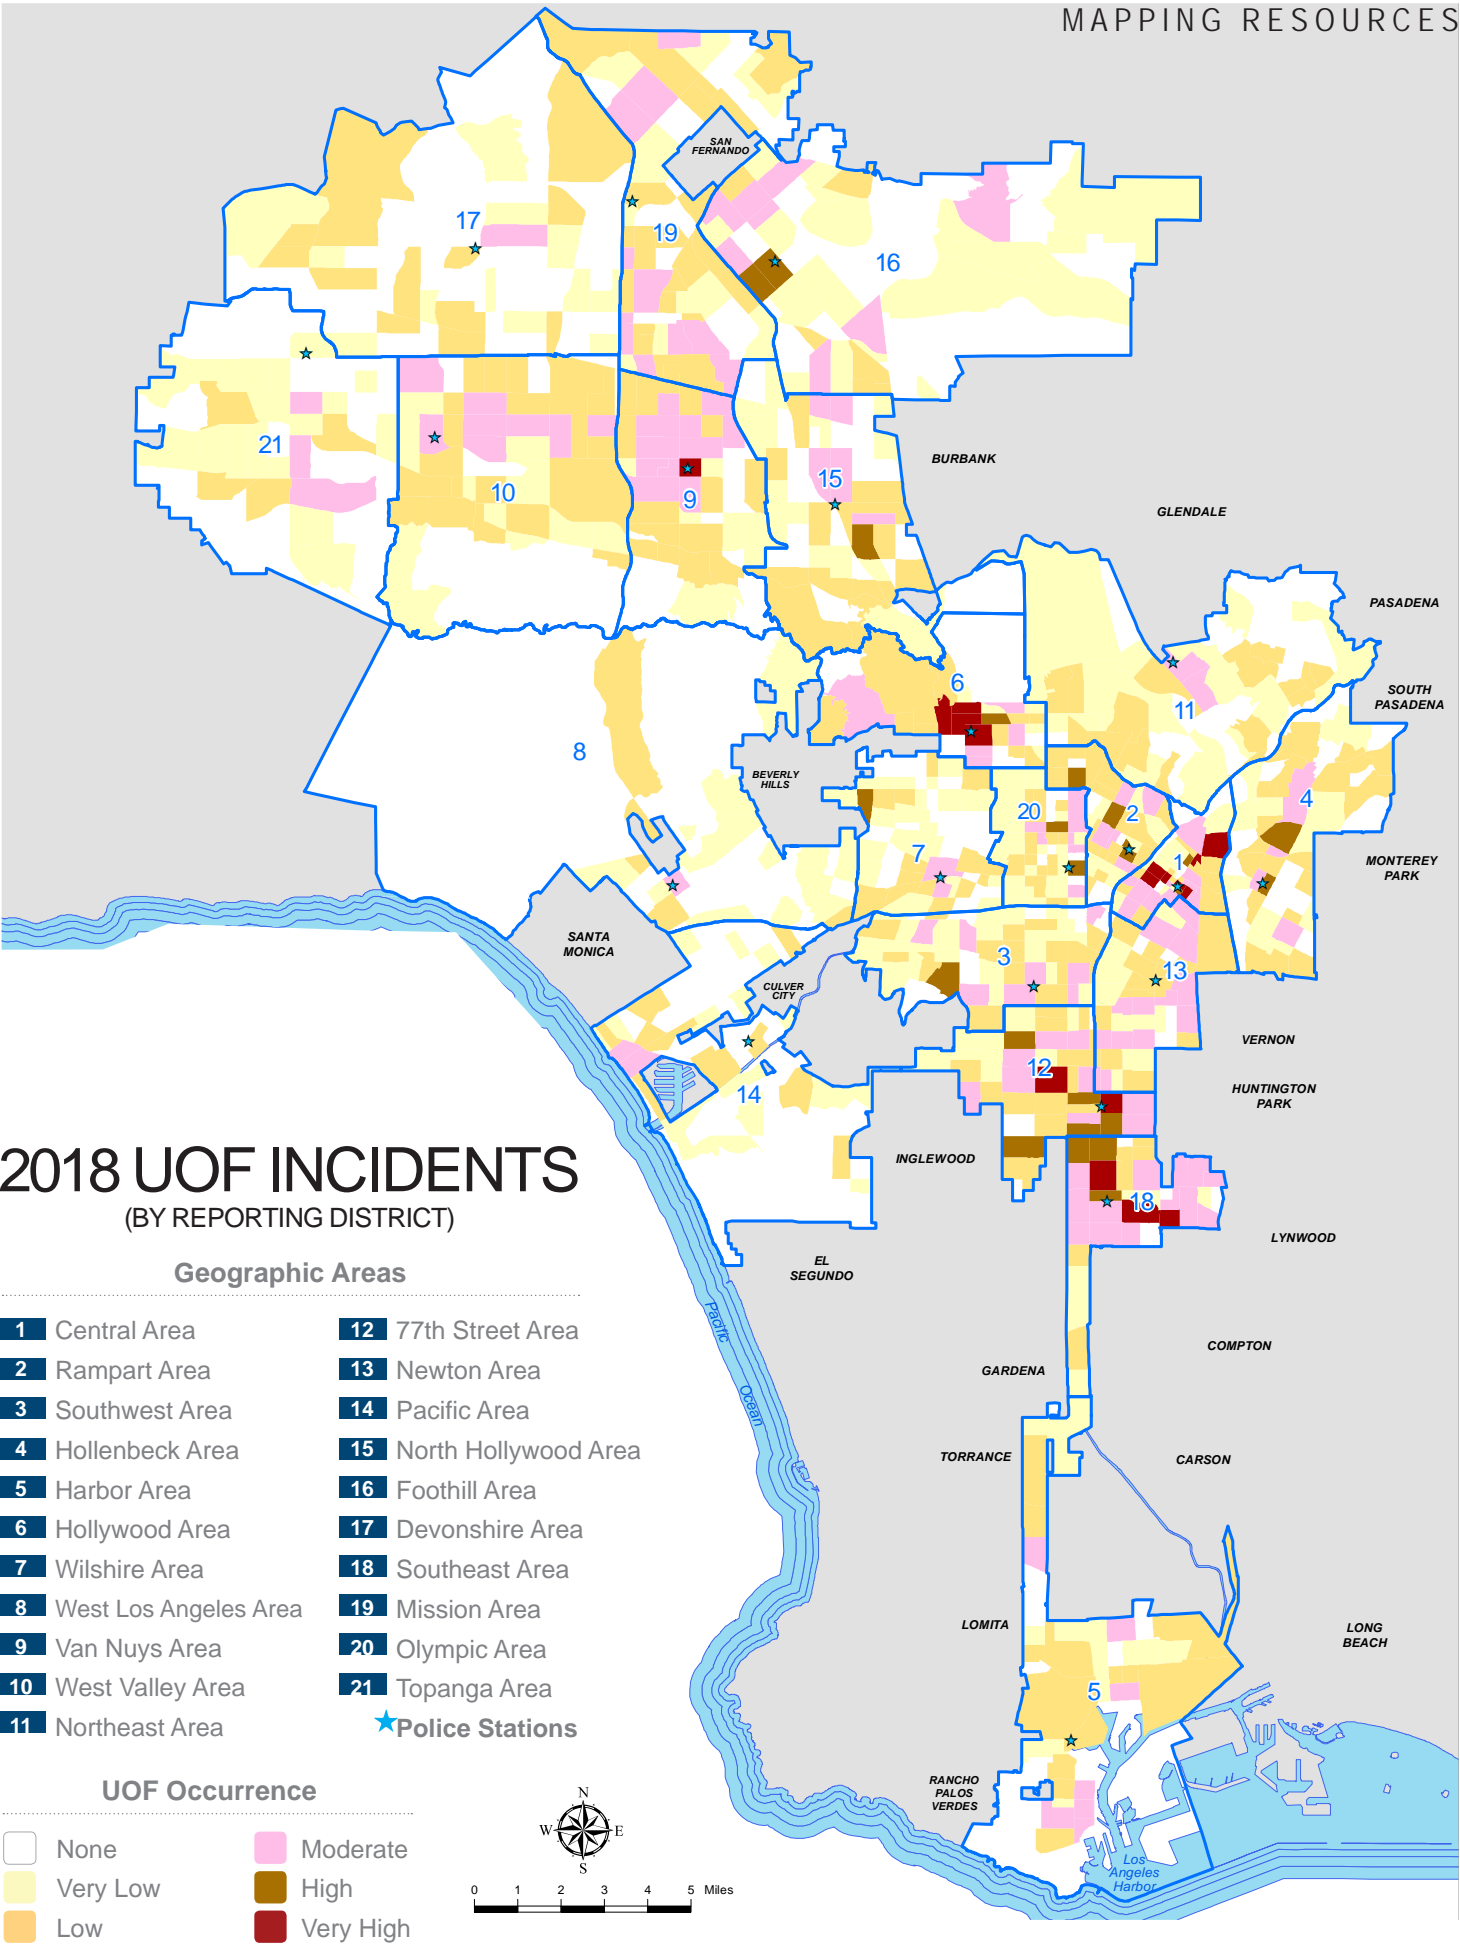 MAPPING RESOURCES
SAN
FERNANDO
17
19
16
21
10
9
15
BURBANK
GLENDALE
PASADENA
SOUTH
PASADENA
6
11
8
BEVERLY
HILLS
20
2
4
7
1
MONTEREY
PARK
SANTA
MONICA
3
13
CULVER
CITY
VERNON
12
14
HUNTINGTON
PARK
INGLEWOOD
18
LYNWOOD
EL
SEGUNDO
Pacific
Ocean
COMPTON
GARDENA
TORRANCE
CARSON
LOMITA
LONG
BEACH
5
RANCHO
PALOS
VERDES
Los
Angeles
Harbor
2018 UOF INCIDENTS
(BY REPORTING DISTRICT)
Geographic Areas
1 Central Area
2 Rampart Area
3 Southwest Area
4 Hollenbeck Area
5 Harbor Area
6 Hollywood Area
7 Wilshire Area
8 West Los Angeles Area
9 Van Nuys Area
10 West Valley Area
11 Northeast Area
12 77th Street Area
13 Newton Area
14 Pacific Area
15 North Hollywood Area
16 Foothill Area
17 Devonshire Area
18 Southeast Area
19 Mission Area
20 Olympic Area
21 Topanga Area
Police Stations
UOF Occurrence
None
Very Low
Low
Moderate
High
Very High
N
W E
S
0 1 2 3 4 5 Miles